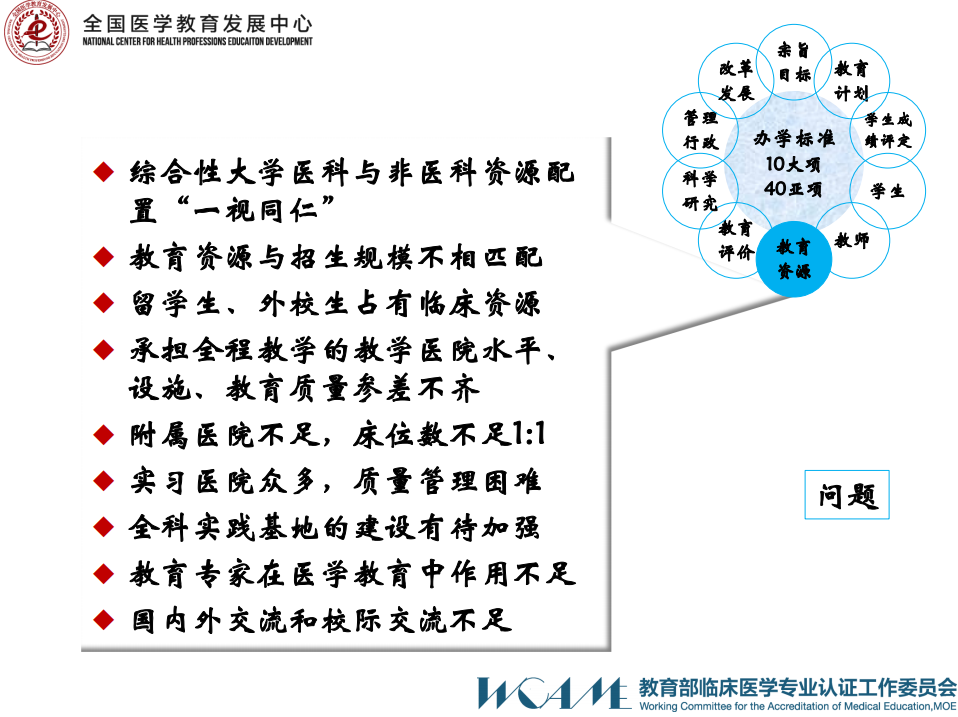 全国医学教育发展中心
NATIONAL CENTER FOR HEALTH PROFESSIONS EDUCAITON DEVELOPMENT
宗旨
目标
教育
计划
学生成
绩评定
学生
教师
教育
资源
教育
评价
科学
研究
管理
行政
改革
发展
办学标准
10大项
40亚项
综合性大学医科与非医科资源配
置“一视同仁”
教育资源与招生规模不相匹配
留学生、外校生占有临床资源
承担全程教学的教学医院水平、
设施、教育质量参差不齐
附属医院不足，床位数不足1:1
实习医院众多，质量管理困难
全科实践基地的建设有待加强
教育专家在医学教育中作用不足
国内外交流和校际交流不足
问题
WCAME 教育部临床医学专业认证工作委员会
Working Committee for the Accreditation of Medical Education,MOE